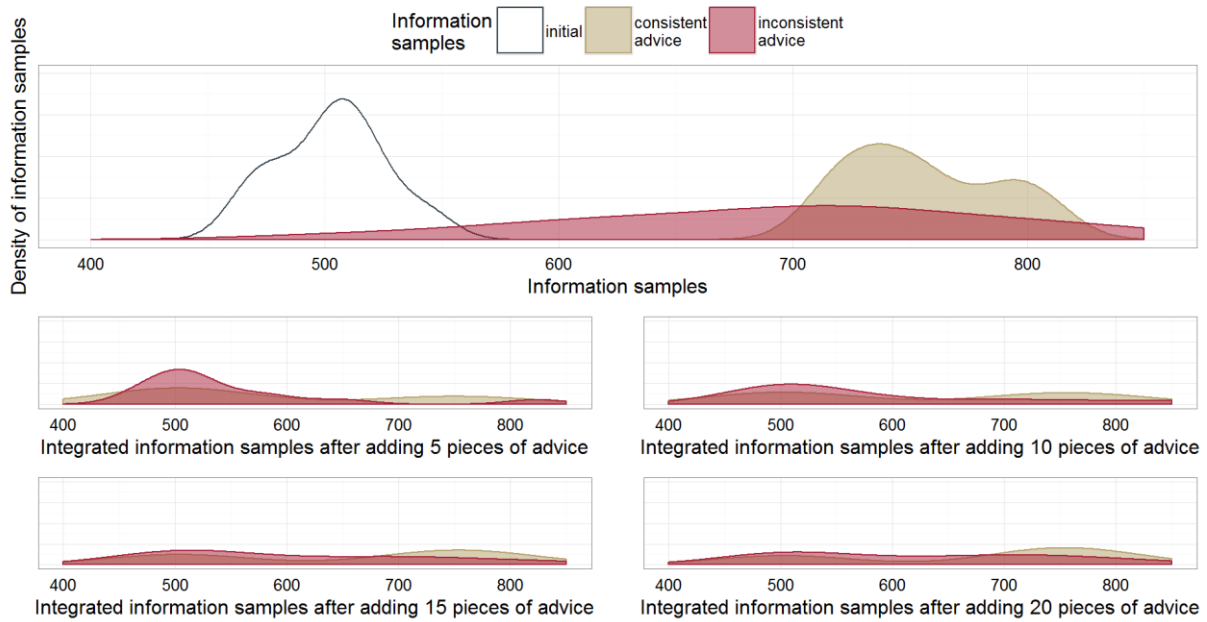 Information samples
initial
consistent advice
inconsistent advice
Density of information samples
400 500 600 700 800
Information samples
400 500 600 700 800
Integrated information samples after adding 5 pieces of advice
400 500 600 700 800
Integrated information samples after adding 10 pieces of advice
400 500 600 700 800
Integrated information samples after adding 15 pieces of advice
400 500 600 700 800
Integrated information samples after adding 20 pieces of advice